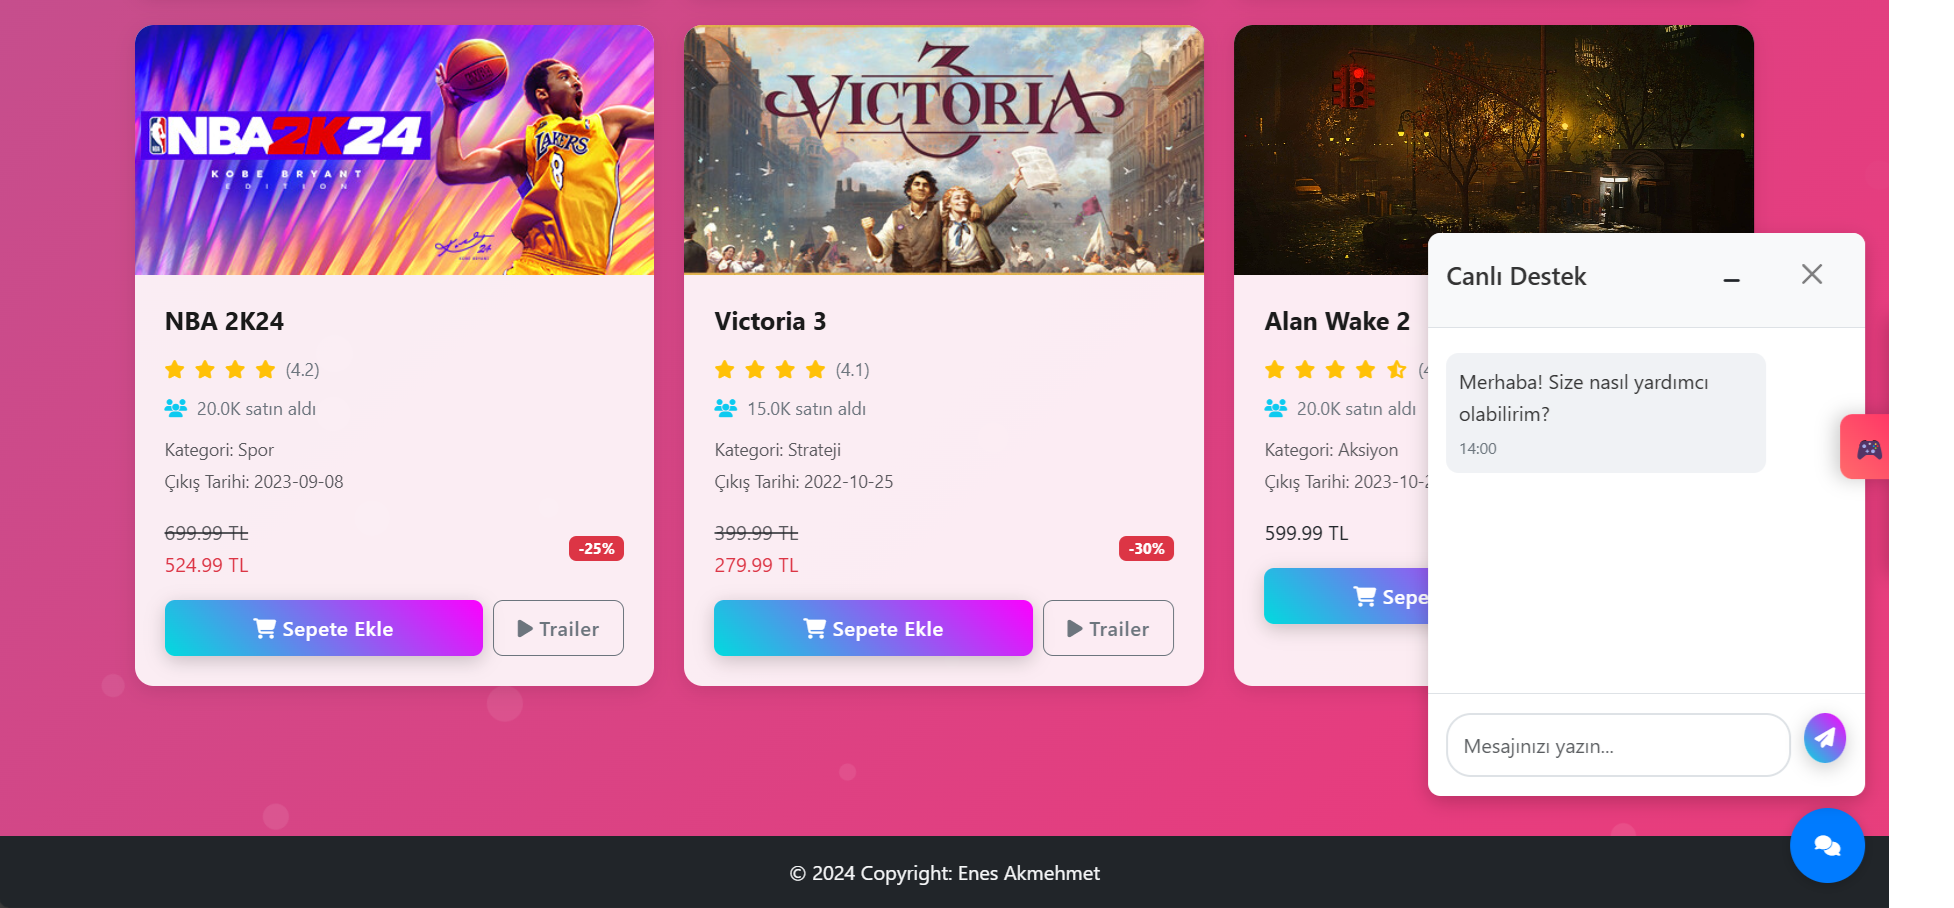 NBA 2K24
KOBE BRYANT
EDITION
LAKERS
8
NBA 2K24
(4.2)
20.0K satın aldı
Kategori: Spor
Çıkış Tarihi: 2023-09-08
699.99 TL
524.99 TL
-25%
Sepete Ekle
Trailer
3
VICTORIA
Victoria 3
(4.1)
15.0K satın aldı
Kategori: Strateji
Çıkış Tarihi: 2022-10-25
399.99 TL
279.99 TL
-30%
Sepete Ekle
Trailer
Alan Wake 2
20.0K satın aldı
Kategori: Aksiyon
Çıkış Tarihi: 2023-10-
599.99 TL
Sepe
Canlı Destek
Merhaba! Size nasıl yardımcı
olabilirim?
14:00
Mesajınızı yazın...
© 2024 Copyright: Enes Akmehmet